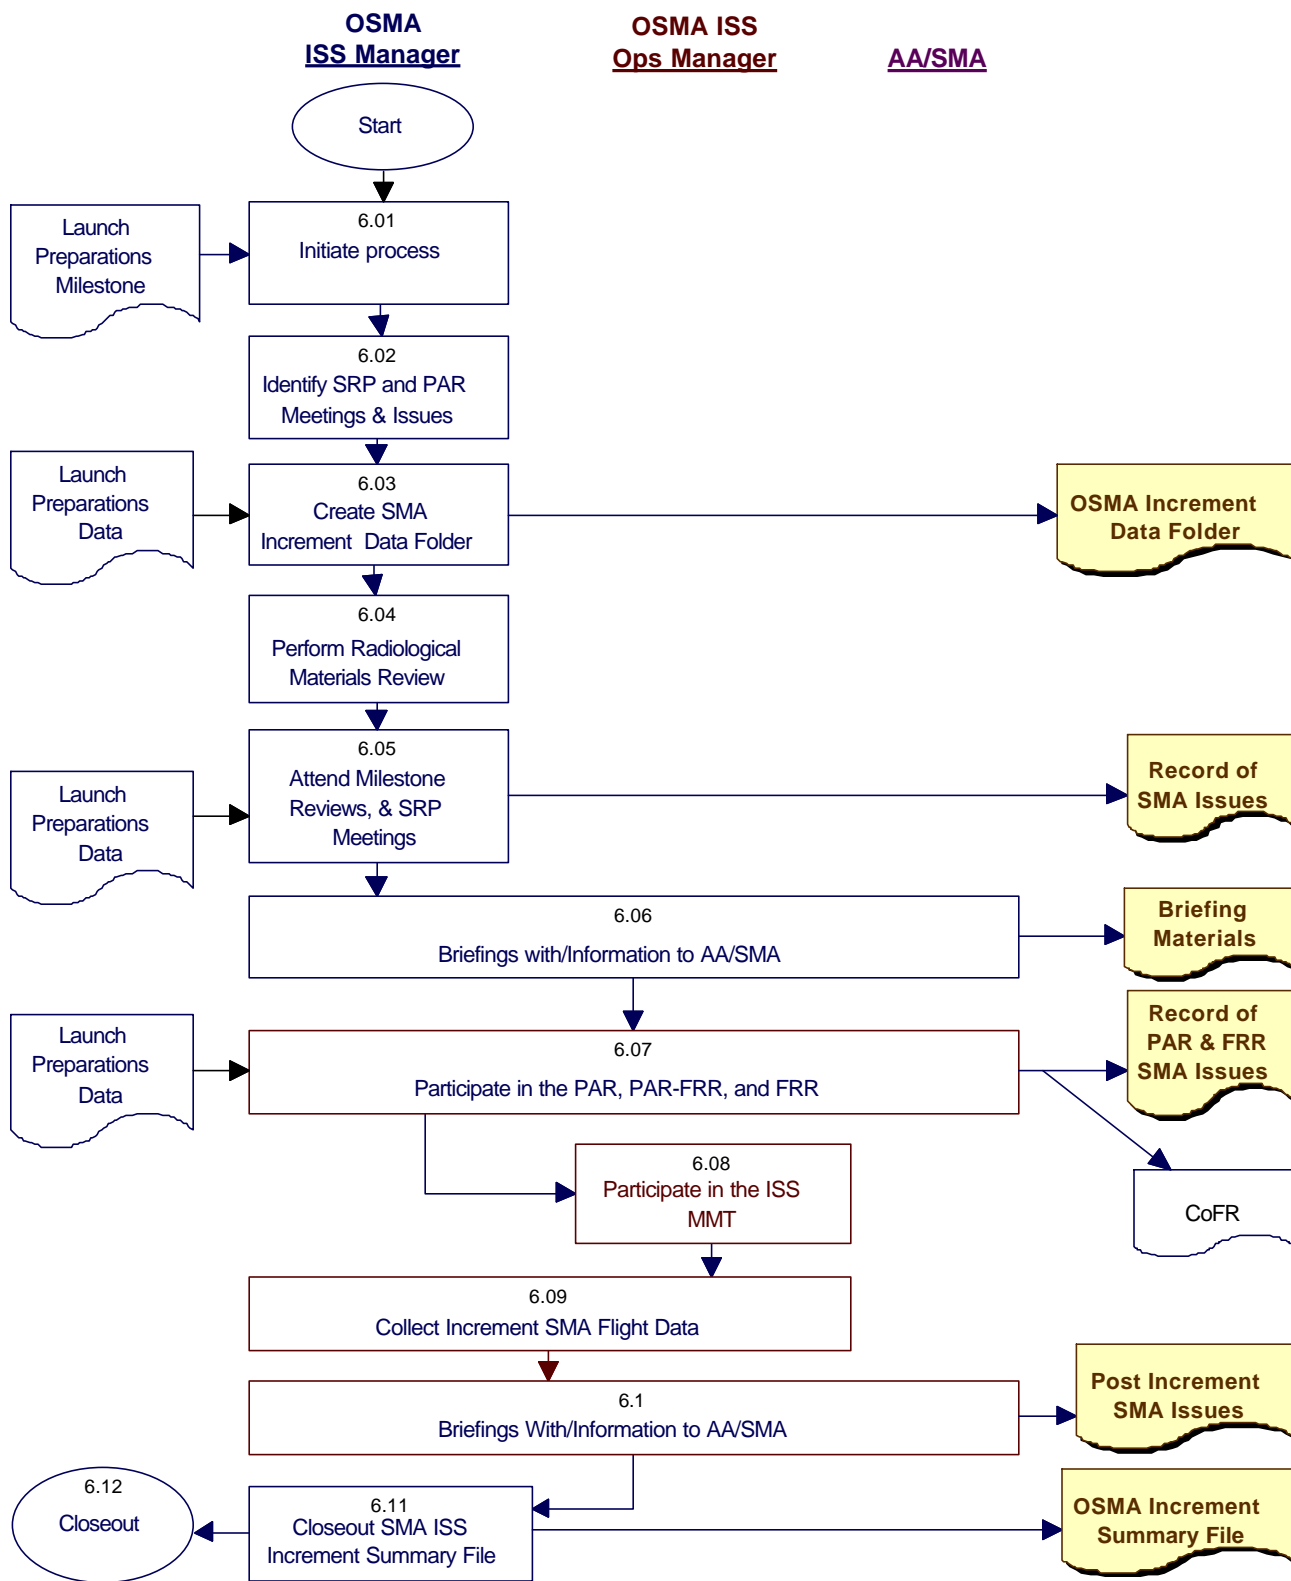 OSMA
ISS Manager
OSMA ISS
Ops Manager
AA/SMA
Start
Launch
Preparations
Milestone
6.01
Initiate process
6.02
Identify SRP and PAR
Meetings & Issues
Launch
Preparations
Data
6.03
Create SMA
Increment Data Folder
OSMA Increment
Data Folder
6.04
Perform Radiological
Materials Review
Launch
Preparations
Data
6.05
Attend Milestone
Reviews, & SRP
Meetings
Record of
SMA Issues
6.06
Briefings with/Information to AA/SMA
Briefing
Materials
Launch
Preparations
Data
6.07
Participate in the PAR, PAR-FRR, and FRR
Record of
PAR & FRR
SMA Issues
6.08
Participate in the ISS
MMT
CoFR
6.09
Collect Increment SMA Flight Data
6.1
Briefings With/Information to AA/SMA
Post Increment
SMA Issues
6.12
Closeout
6.11
Closeout SMA ISS
Increment Summary File
OSMA Increment
Summary File